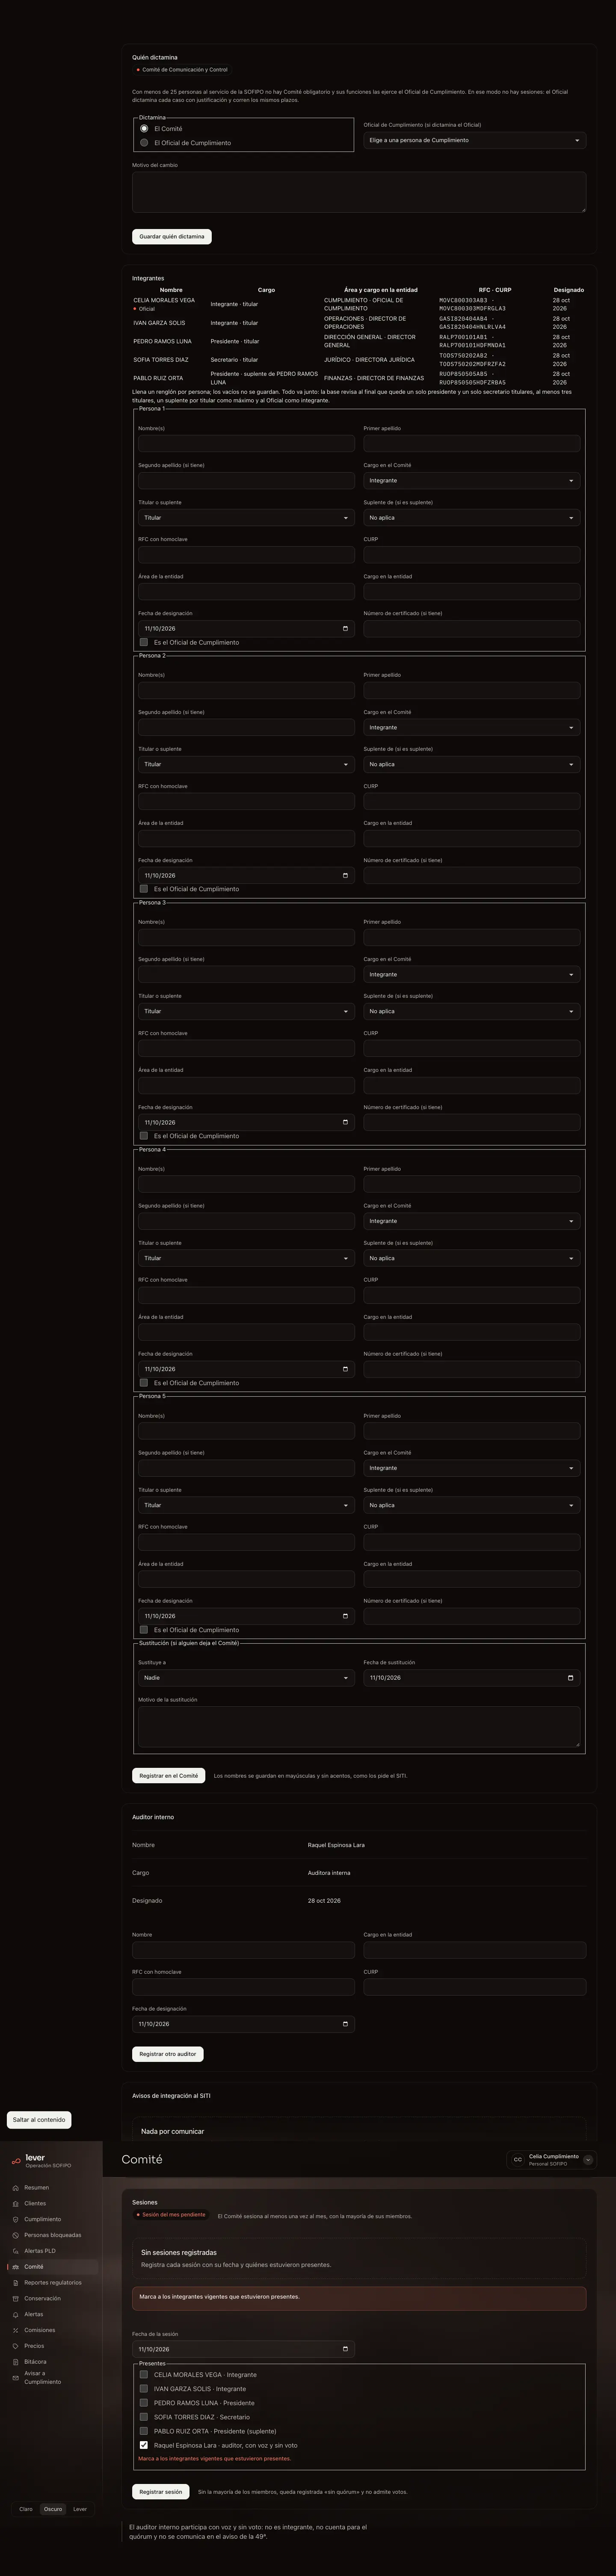 Quién dictamina
Comité de Comunicación y Control
Con menos de 25 personas al servicio de la SOFIPO no hay Comité obligatorio y sus funciones las ejerce el Oficial de Cumplimiento. En ese modo no hay sesiones: el Oficial
dictamina cada caso con justificación y corren los mismos plazos.
Dictamina
El Comité
El Oficial de Cumplimiento
Oficial de Cumplimiento (si dictamina el Oficial)
Elige a una persona de Cumplimiento
Motivo del cambio
Guardar quién dictamina
Integrantes
Nombre Cargo Área y cargo en la entidad RFC · CURP Designado
CELIA MORALES VEGA
Oficial
Integrante · titular
CUMPLIMIENTO · OFICIAL DE
CUMPLIMIENTO
MOVC800303AB3 ·
MOVC800303MDFRGLA3
28 oct
2026
IVAN GARZA SOLIS
Integrante · titular
OPERACIONES · DIRECTOR DE
OPERACIONES
GASI820404AB4 ·
GASI820404HNLRLVA4
28 oct
2026
PEDRO RAMOS LUNA
Presidente · titular
DIRECCIÓN GENERAL · DIRECTOR
GENERAL
RALP700101AB1 ·
RALP700101HDFMNDA1
28 oct
2026
SOFIA TORRES DIAZ
Secretario · titular
JURÍDICO · DIRECTORA JURÍDICA
TODS750202AB2 ·
TODS750202MDFRZFA2
28 oct
2026
PABLO RUIZ ORTA
Presidente · suplente de PEDRO RAMOS
LUNA
FINANZAS · DIRECTOR DE FINANZAS
RUOP850505AB5 ·
RUOP850505HDFZRBA5
28 oct
2026
Llena un renglón por persona; los vacíos no se guardan. Todo va junto: la base revisa al final que quede un solo presidente y un solo secretario titulares, al menos tres
titulares, un suplente por titular como máximo y al Oficial como integrante.
Persona 1
Nombre(s) Primer apellido
Segundo apellido (si tiene) Cargo en el Comité
Integrante
Titular o suplente Suplente de (si es suplente)
Titular No aplica
RFC con homoclave CURP
Área de la entidad Cargo en la entidad
Fecha de designación Número de certificado (si tiene)
11/10/2026
Es el Oficial de Cumplimiento
Persona 2
Nombre(s) Primer apellido
Segundo apellido (si tiene) Cargo en el Comité
Integrante
Titular o suplente Suplente de (si es suplente)
Titular No aplica
RFC con homoclave CURP
Área de la entidad Cargo en la entidad
Fecha de designación Número de certificado (si tiene)
11/10/2026
Es el Oficial de Cumplimiento
Persona 3
Nombre(s) Primer apellido
Segundo apellido (si tiene) Cargo en el Comité
Integrante
Titular o suplente Suplente de (si es suplente)
Titular No aplica
RFC con homoclave CURP
Área de la entidad Cargo en la entidad
Fecha de designación Número de certificado (si tiene)
11/10/2026
Es el Oficial de Cumplimiento
Persona 4
Nombre(s) Primer apellido
Segundo apellido (si tiene) Cargo en el Comité
Integrante
Titular o suplente Suplente de (si es suplente)
Titular No aplica
RFC con homoclave CURP
Área de la entidad Cargo en la entidad
Fecha de designación Número de certificado (si tiene)
11/10/2026
Es el Oficial de Cumplimiento
Persona 5
Nombre(s) Primer apellido
Segundo apellido (si tiene) Cargo en el Comité
Integrante
Titular o suplente Suplente de (si es suplente)
Titular No aplica
RFC con homoclave CURP
Área de la entidad Cargo en la entidad
Fecha de designación Número de certificado (si tiene)
11/10/2026
Es el Oficial de Cumplimiento
Sustitución (si alguien deja el Comité)
Sustituye a Fecha de sustitución
Nadie 11/10/2026
Motivo de la sustitución
Registrar en el Comité Los nombres se guardan en mayúsculas y sin acentos, como los pide el SITI.
Auditor interno
Nombre Raquel Espinosa Lara
Cargo Auditora interna
Designado 28 oct 2026
Nombre Cargo en la entidad
RFC con homoclave CURP
Fecha de designación
11/10/2026
Registrar otro auditor
Avisos de integración al SITI
Saltar al contenido
Nada por comunicar
lever
Operación SOFIPO
Resumen
Clientes
Cumplimiento
Personas bloqueadas
Alertas PLD
Comité
Reportes regulatorios
Conservación
Alertas
Comisiones
Precios
Bitácora
Avisar a
Cumplimiento
Claro Oscuro Lever
Comité
CC
Celia Cumplimiento
Personal SOFIPO
Sesiones
Sesión del mes pendiente
El Comité sesiona al menos una vez al mes, con la mayoría de sus miembros.
Sin sesiones registradas
Registra cada sesión con su fecha y quiénes estuvieron presentes.
Marca a los integrantes vigentes que estuvieron presentes.
Fecha de la sesión
11/10/2026
Presentes
CELIA MORALES VEGA · Integrante
IVAN GARZA SOLIS · Integrante
PEDRO RAMOS LUNA · Presidente
SOFIA TORRES DIAZ · Secretario
PABLO RUIZ ORTA · Presidente (suplente)
Raquel Espinosa Lara · auditor, con voz y sin voto
Marca a los integrantes vigentes que estuvieron presentes.
Registrar sesión Sin la mayoría de los miembros, queda registrada «sin quórum» y no admite votos.
El auditor interno participa con voz y sin voto: no es integrante, no cuenta para el
quórum y no se comunica en el aviso de la 49ª.